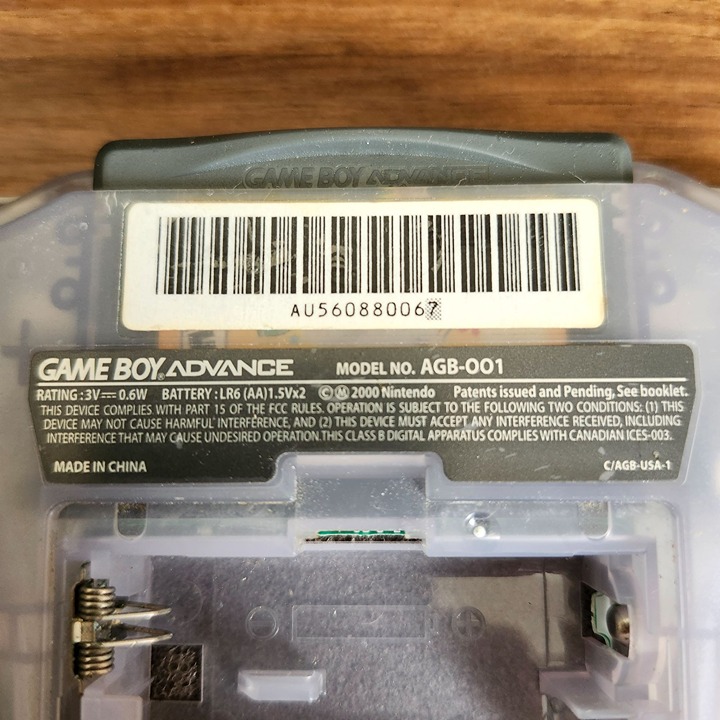 GAME BOY ADVANCE
AU560880067
GAME BOY ADVANCE MODEL NO. AGB-001
RATING : 3V⎓ 0.6W BATTERY : LR6 (AA)1.5V×2 ©Ⓜ 2000 Nintendo Patents issued and Pending, See booklet.
THIS DEVICE COMPLIES WITH PART 15 OF THE FCC RULES. OPERATION IS SUBJECT TO THE FOLLOWING TWO CONDITIONS: (1) THIS
DEVICE MAY NOT CAUSE HARMFUL INTERFERENCE, AND (2) THIS DEVICE MUST ACCEPT ANY INTERFERENCE RECEIVED, INCLUDING
INTERFERENCE THAT MAY CAUSE UNDESIRED OPERATION. THIS CLASS B DIGITAL APPARATUS COMPLIES WITH CANADIAN ICES-003.
MADE IN CHINA C/AGB-USA-1